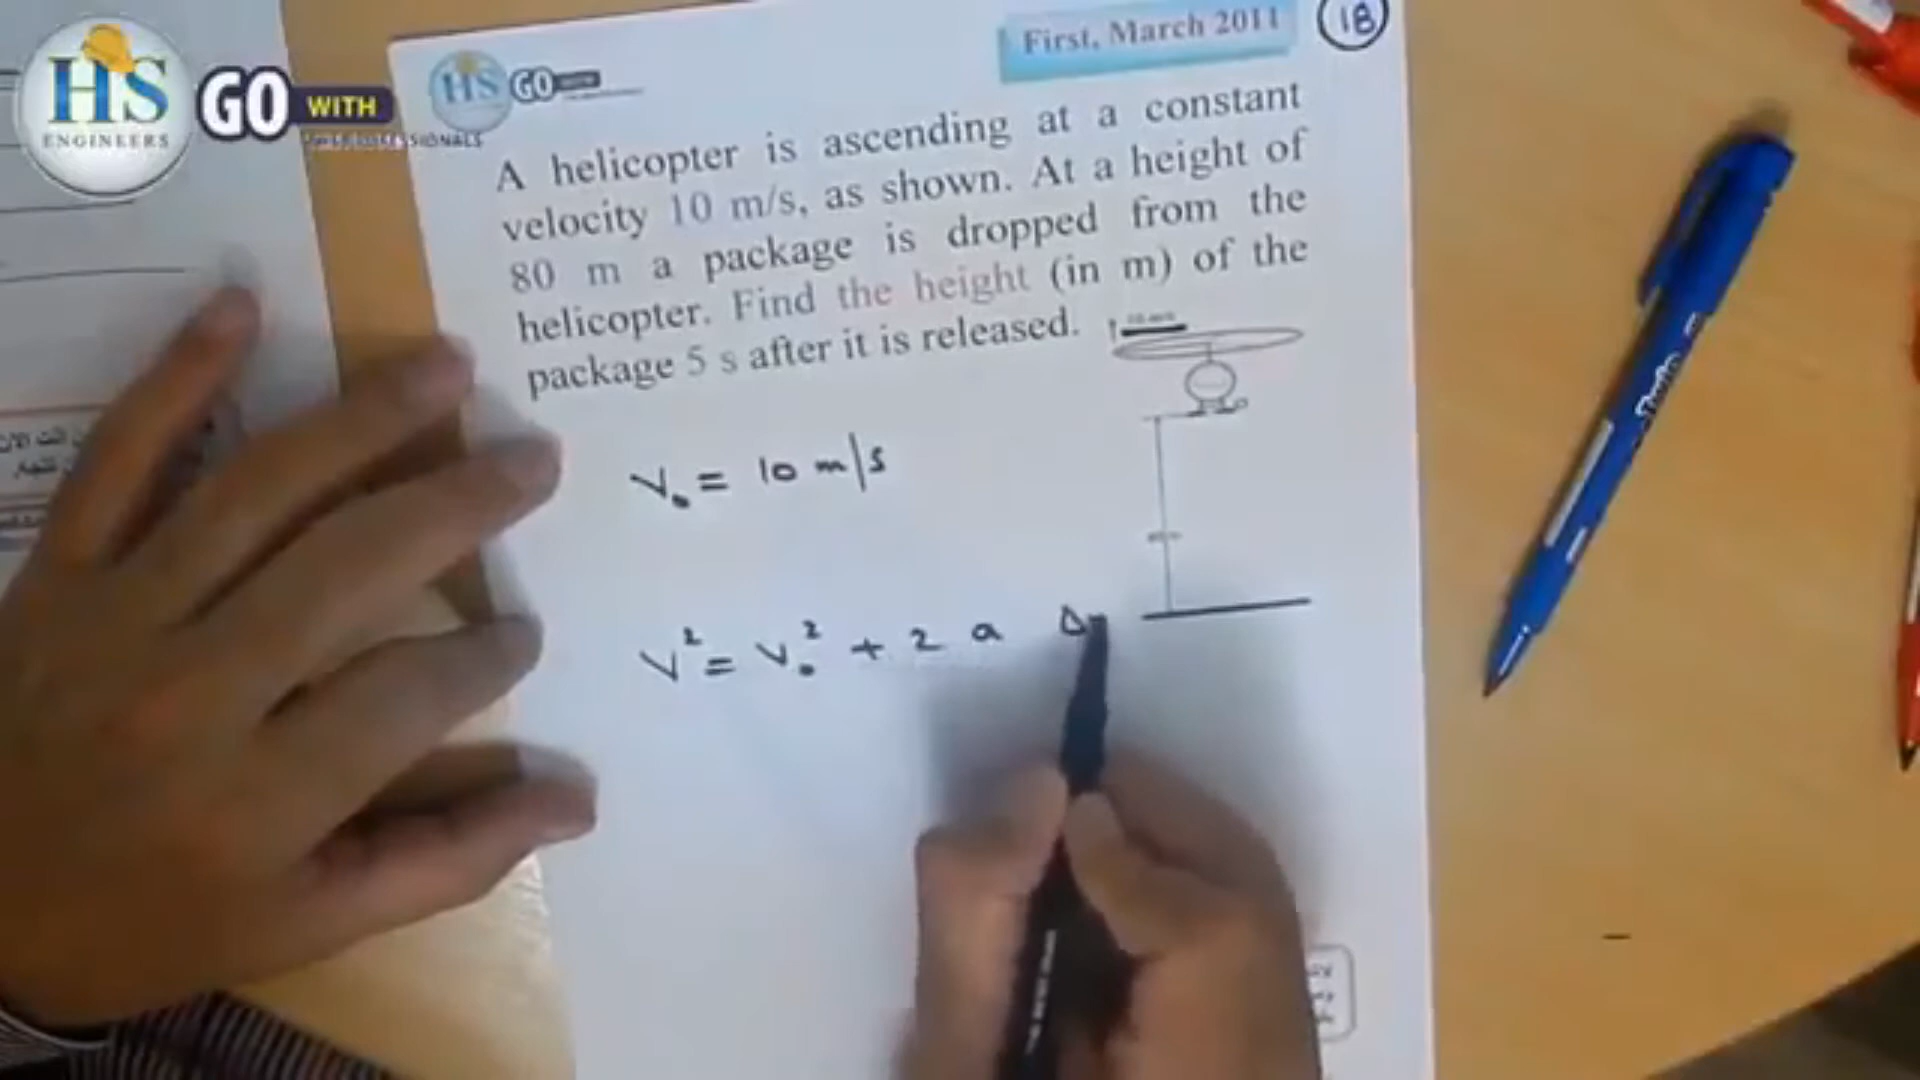 HS
ENGINEERS
GO WITH
HS GO
First, March 2011
18
A helicopter is ascending at a constant
velocity 10 m/s, as shown. At a height of
80 m a package is dropped from the
helicopter. Find the height (in m) of the
package 5 s after it is released.
V₀ = 10 m/s
V² = V₀² + 2 a Δ